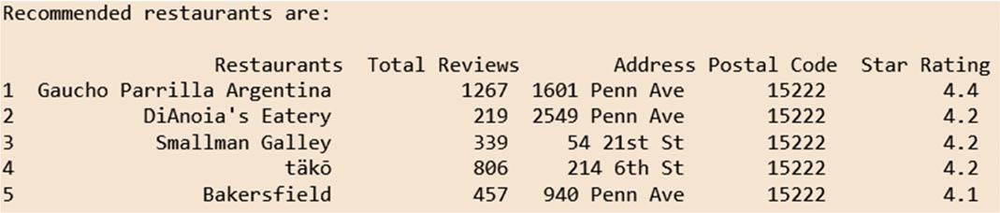 Recommended restaurants are:
Restaurants Total Reviews Address Postal Code Star Rating
1 Gaucho Parrilla Argentina 1267 1601 Penn Ave 15222 4.4
2 DiAnoia's Eatery 219 2549 Penn Ave 15222 4.2
3 Smallman Galley 339 54 21st St 15222 4.2
4 täkō 806 214 6th St 15222 4.2
5 Bakersfield 457 940 Penn Ave 15222 4.1